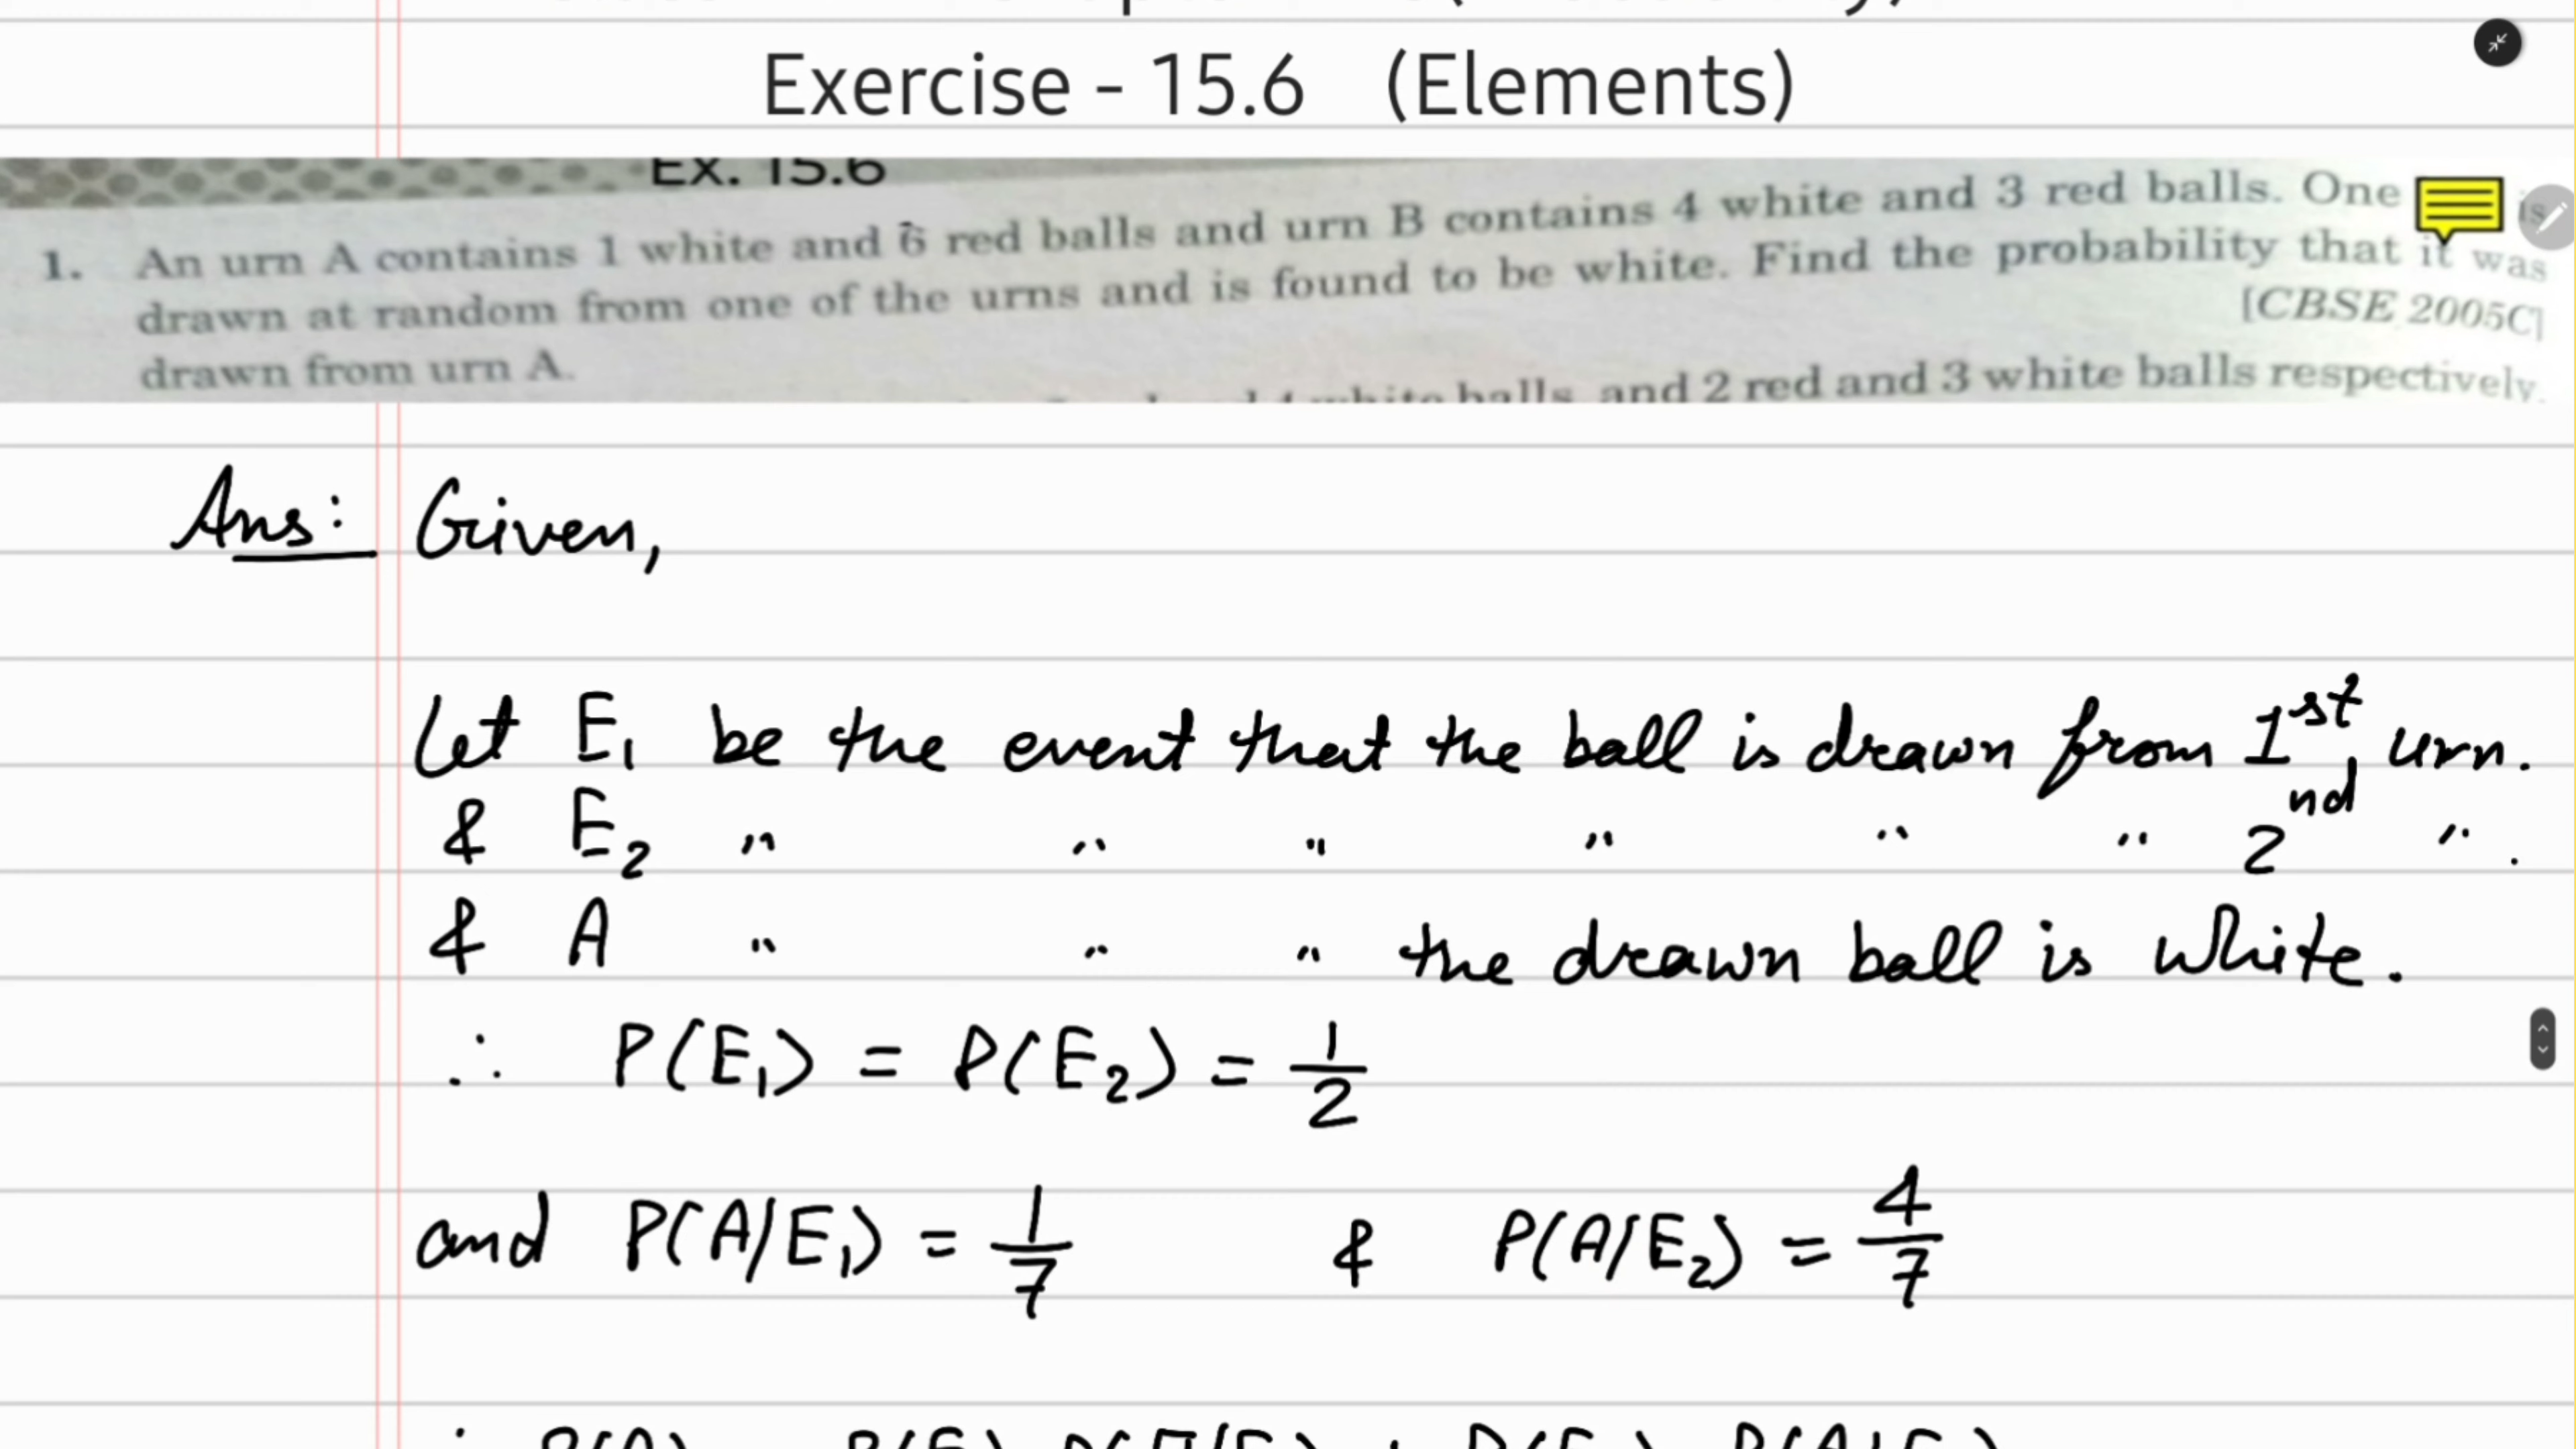 Exercise - 15.6 (Elements)
Ex. 15.6
1. An urn A contains 1 white and 6 red balls and urn B contains 4 white and 3 red balls. One is
drawn at random from one of the urns and is found to be white. Find the probability that it was
drawn from urn A. [CBSE 2005C]
white balls, and 2 red and 3 white balls respectively.
Ans: Given,
Let E₁ be the event that the ball is drawn from 1st urn.
& E₂ " " " " " " 2nd ".
& A " " " the drawn ball is white.
∴ P(E₁) = P(E₂) = 1/2
and P(A/E₁) = 1/7 & P(A/E₂) = 4/7